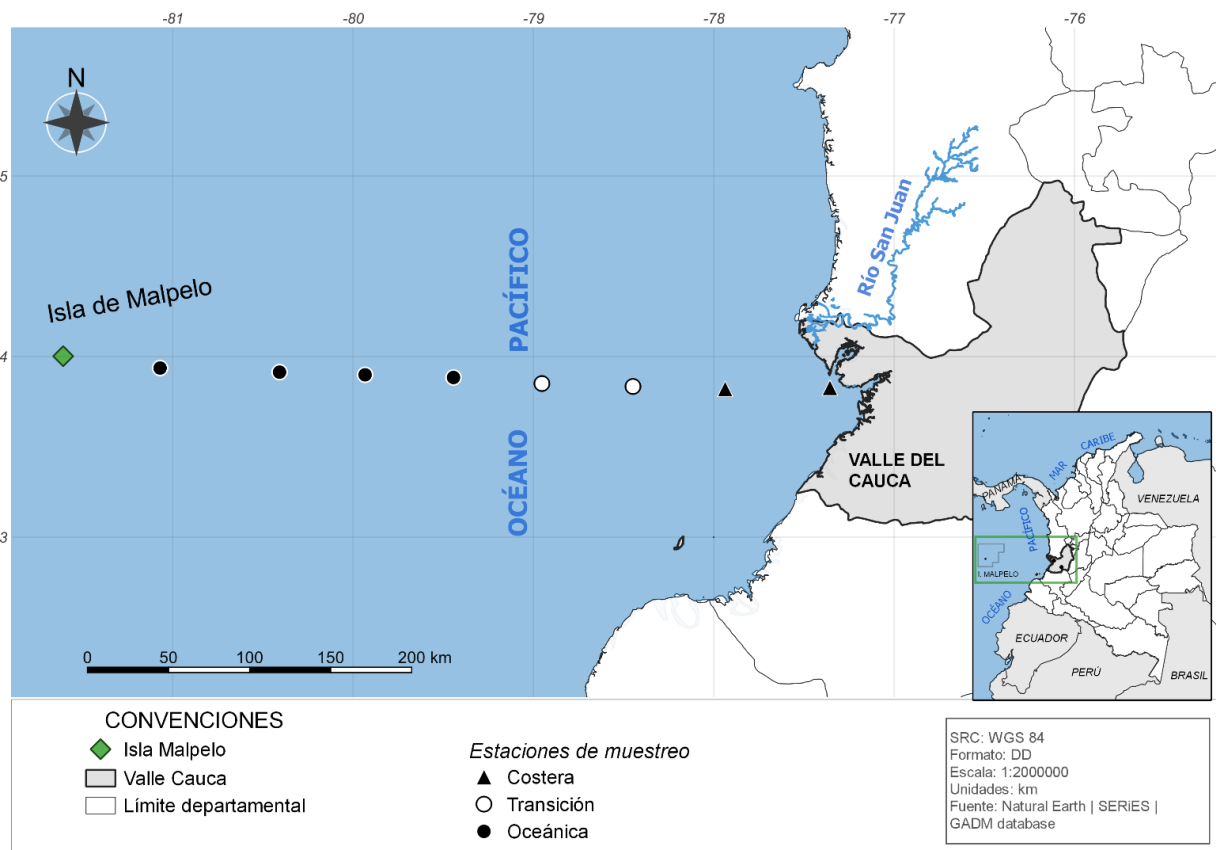 -81
-80
-79
-78
-77
-76
N
5
4
3
Isla de Malpelo
OCÉANO PACÍFICO
Río San Juan
VALLE DEL
CAUCA
0 50 100 150 200 km
MAR CARIBE
PANAMÁ
VENEZUELA
OCÉANO PACÍFICO
I. MALPELO
ECUADOR
PERÚ
BRASIL
CONVENCIONES
Isla Malpelo
Valle Cauca
Límite departamental
Estaciones de muestreo
Costera
Transición
Oceánica
SRC: WGS 84
Formato: DD
Escala: 1:2000000
Unidades: km
Fuente: Natural Earth | SERiES |
GADM database